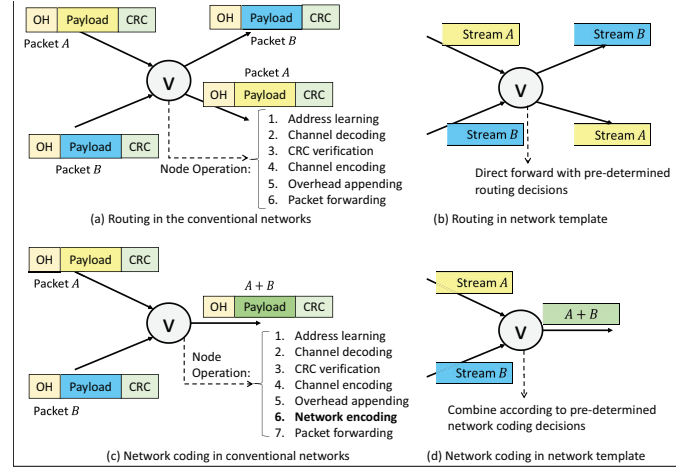 OH Payload CRC
Packet A
OH Payload CRC
Packet B
V
Packet A
OH Payload CRC
OH Payload CRC
Packet B
Node Operation:
1. Address learning
2. Channel decoding
3. CRC verification
4. Channel encoding
5. Overhead appending
6. Packet forwarding
(a) Routing in the conventional networks
Stream A
Stream B
V
Stream B
Stream A
Direct forward with pre-determined
routing decisions
(b) Routing in network template
OH Payload CRC
Packet A
V
A + B
OH Payload CRC
OH Payload CRC
Packet B
Node
Operation:
1. Address learning
2. Channel decoding
3. CRC verification
4. Channel encoding
5. Overhead appending
6. Network encoding
7. Packet forwarding
(c) Network coding in conventional networks
Stream A
V
A + B
Stream B
Combine according to pre-determined
network coding decisions
(d) Network coding in network template